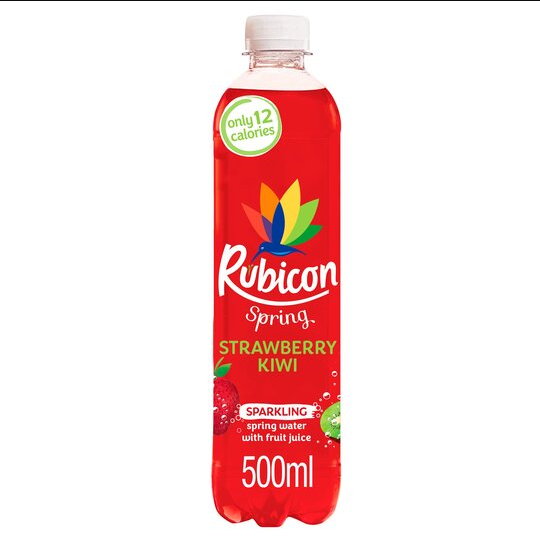 only 12
calories
Rubicon
Spring
STRAWBERRY
KIWI
SPARKLING
spring water
with fruit juice
500ml